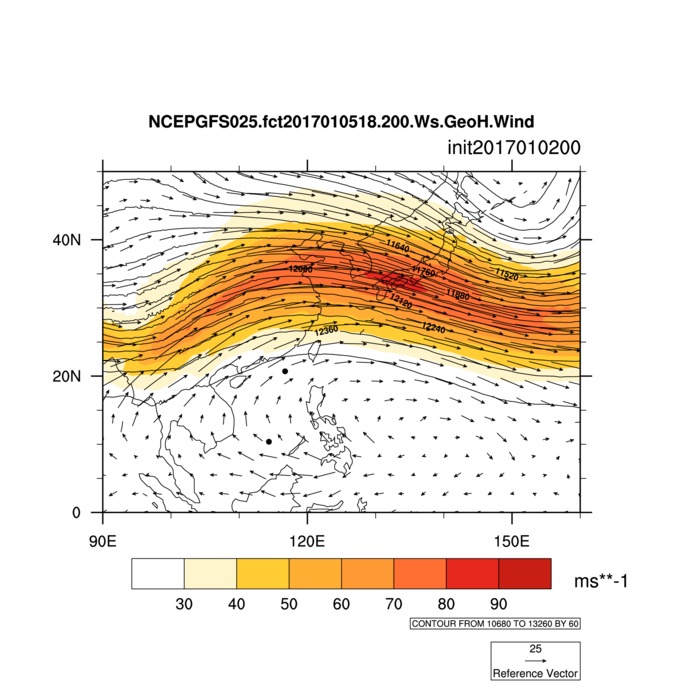 NCEPGFS025.fct2017010518.200.Ws.GeoH.Wind
init2017010200
40N
20N
0
11640
11520
12000
11760
11880
12120
12360
12240
90E 120E 150E
30 40 50 60 70 80 90
ms**-1
CONTOUR FROM 10680 TO 13260 BY 60
25
Reference Vector